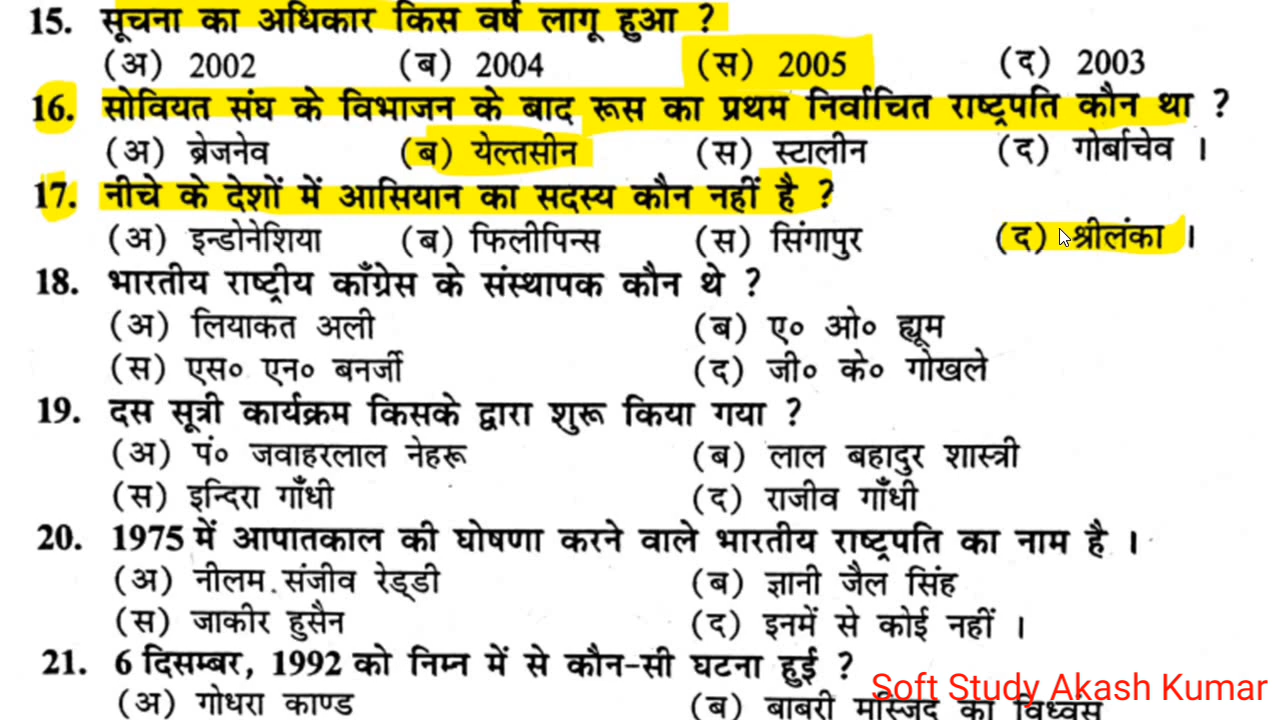 15. सूचना का अधिकार किस वर्ष लागू हुआ ?
(अ) 2002 (ब) 2004 (स) 2005 (द) 2003
16. सोवियत संघ के विभाजन के बाद रूस का प्रथम निर्वाचित राष्ट्रपति कौन था ?
(अ) ब्रेजनेव (ब) येल्तसीन (स) स्टालीन (द) गोर्बाचेव ।
17. नीचे के देशों में आसियान का सदस्य कौन नहीं है ?
(अ) इन्डोनेशिया (ब) फिलीपिन्स (स) सिंगापुर (द) श्रीलंका ।
18. भारतीय राष्ट्रीय काँग्रेस के संस्थापक कौन थे ?
(अ) लियाकत अली (ब) ए० ओ० ह्यूम
(स) एस० एन० बनर्जी (द) जी० के० गोखले
19. दस सूत्री कार्यक्रम किसके द्वारा शुरू किया गया ?
(अ) पं० जवाहरलाल नेहरू (ब) लाल बहादुर शास्त्री
(स) इन्दिरा गाँधी (द) राजीव गाँधी
20. 1975 में आपातकाल की घोषणा करने वाले भारतीय राष्ट्रपति का नाम है ।
(अ) नीलम संजीव रेड्डी (ब) ज्ञानी जैल सिंह
(स) जाकीर हुसैन (द) इनमें से कोई नहीं ।
21. 6 दिसम्बर, 1992 को निम्न में से कौन-सी घटना हुई ?
(अ) गोधरा काण्ड (ब) बाबरी मस्जिद का विध्वंस
Soft Study Akash Kumar